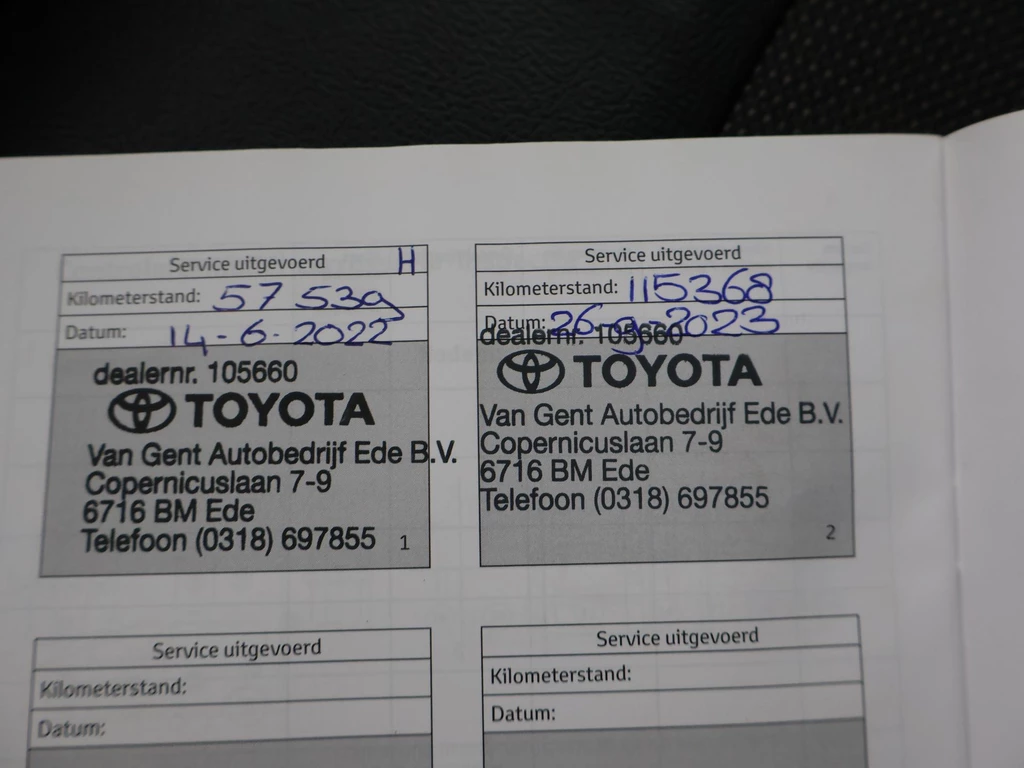 Service uitgevoerd H
Kilometerstand: 57 539
Datum: 14-6-2022
dealernr. 105660
TOYOTA
Van Gent Autobedrijf Ede B.V.
Copernicuslaan 7-9
6716 BM Ede
Telefoon (0318) 697855 1
Service uitgevoerd
Kilometerstand: 115368
Datum: 26-9-2023
dealernr. 105660
TOYOTA
Van Gent Autobedrijf Ede B.V.
Copernicuslaan 7-9
6716 BM Ede
Telefoon (0318) 697855
2
Service uitgevoerd
Kilometerstand:
Datum:
Service uitgevoerd
Kilometerstand:
Datum: